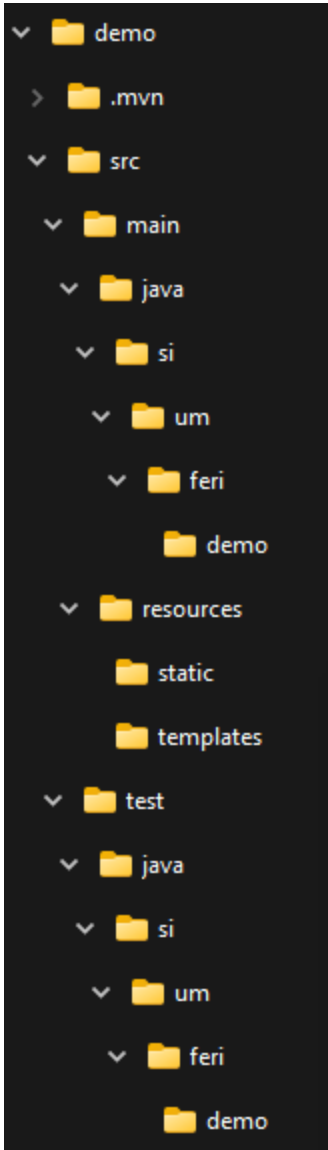 demo
.mvn
src
main
java
si
um
feri
demo
resources
static
templates
test
java
si
um
feri
demo